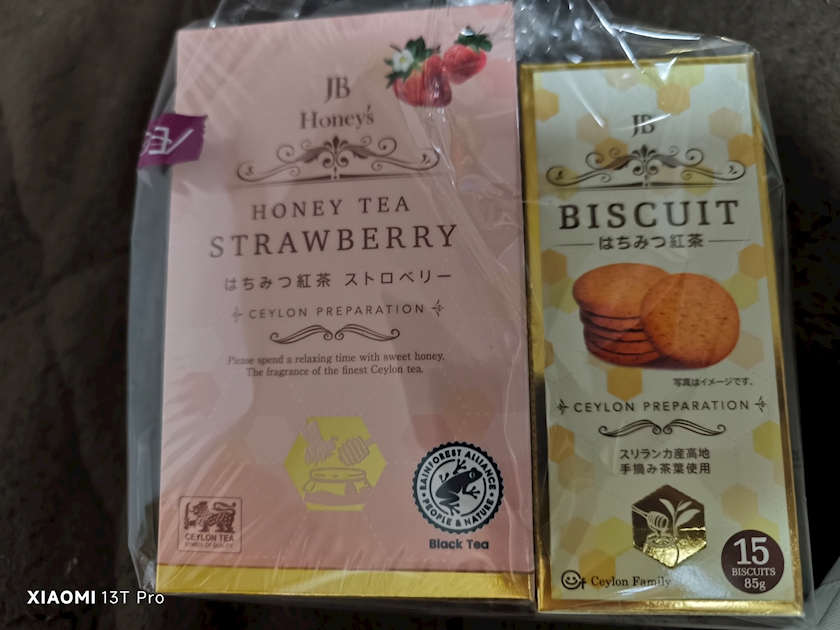 JB
Honey's
HONEY TEA
STRAWBERRY
はちみつ紅茶 ストロベリー
CEYLON PREPARATION
Please spend a relaxing time with sweet honey.
The fragrance of the finest Ceylon tea.
CEYLON TEA
SYMBOL OF QUALITY
RAINFOREST ALLIANCE
PEOPLE & NATURE
Black Tea
JB
BISCUIT
はちみつ紅茶
写真はイメージです。
CEYLON PREPARATION
スリランカ産高地
手摘み茶葉使用
Ceylon Family
15
BISCUITS
85g
XIAOMI 13T Pro